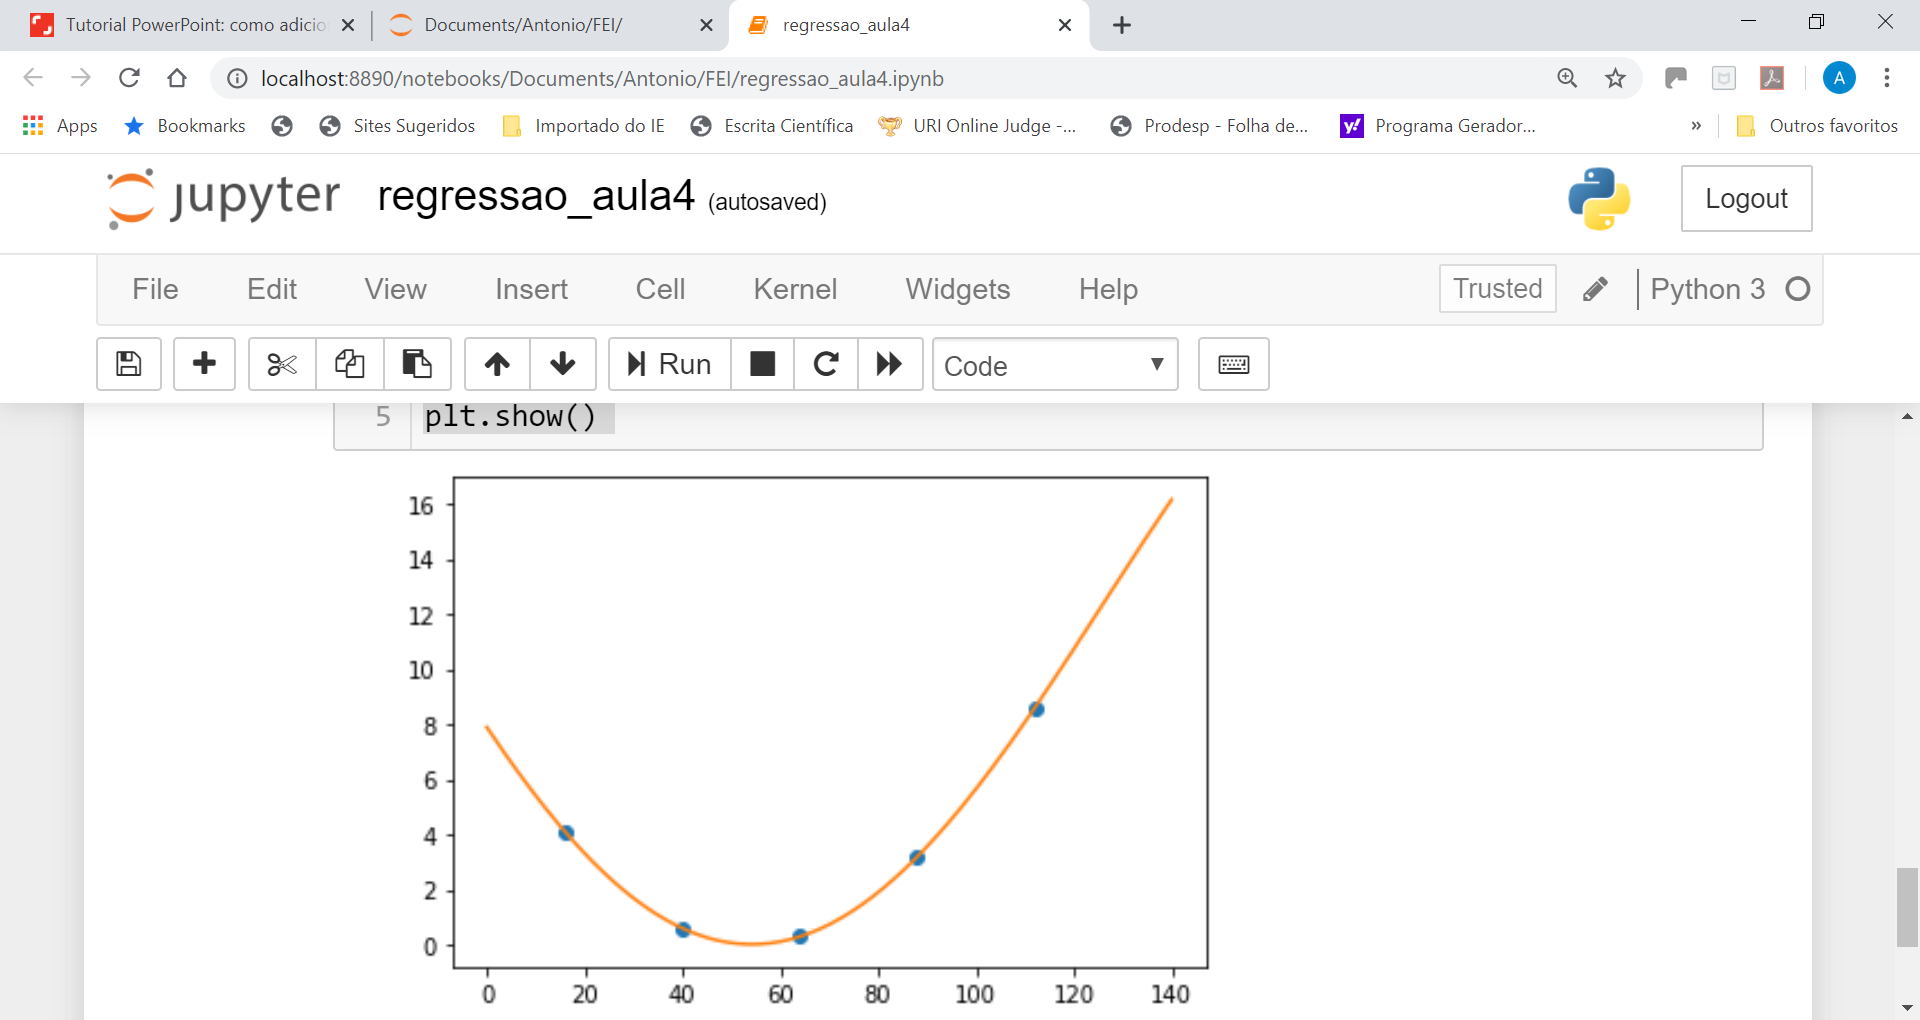 Tutorial PowerPoint: como adicio
Documents/Antonio/FEI/
regressao_aula4
localhost:8890/notebooks/Documents/Antonio/FEI/regressao_aula4.ipynb
A
Apps
Bookmarks
Sites Sugeridos
Importado do IE
Escrita Científica
URI Online Judge -...
Prodesp - Folha de...
y!
Programa Gerador...
»
Outros favoritos
jupyter
regressao_aula4 (autosaved)
Logout
File Edit View Insert Cell Kernel Widgets Help
Trusted
Python 3
Run
Code
5 plt.show()
16
14
12
10
8
6
4
2
0
0 20 40 60 80 100 120 140